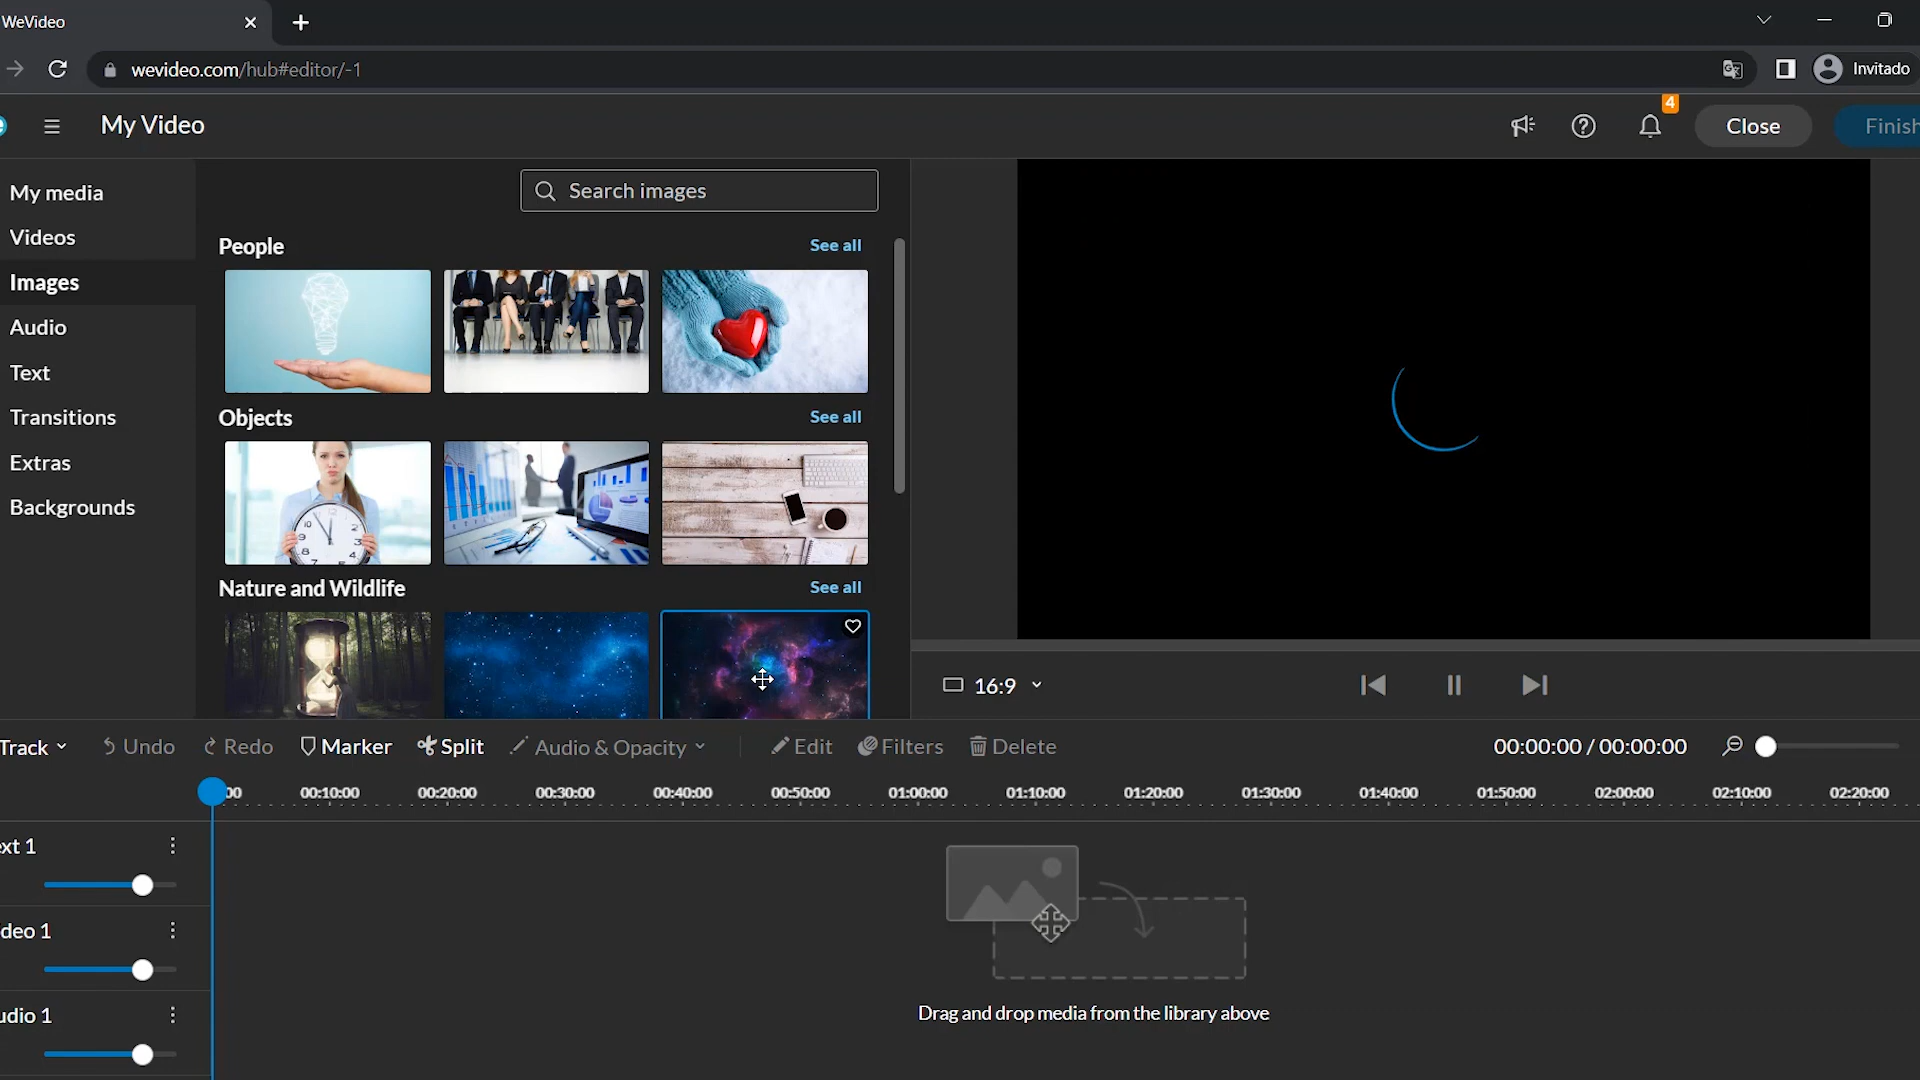 WeVideo
wevideo.com/hub#editor/-1
Invitado
My Video
4
Close
Finish
My media
Videos
Images
Audio
Text
Transitions
Extras
Backgrounds
Search images
People
See all
Objects
See all
Nature and Wildlife
See all
16:9
Track
Undo
Redo
Marker
Split
Audio & Opacity
Edit
Filters
Delete
00:00:00 / 00:00:00
00 00:10:00 00:20:00 00:30:00 00:40:00 00:50:00 01:00:00 01:10:00 01:20:00 01:30:00 01:40:00 01:50:00 02:00:00 02:10:00 02:20:00
ext 1
deo 1
udio 1
Drag and drop media from the library above